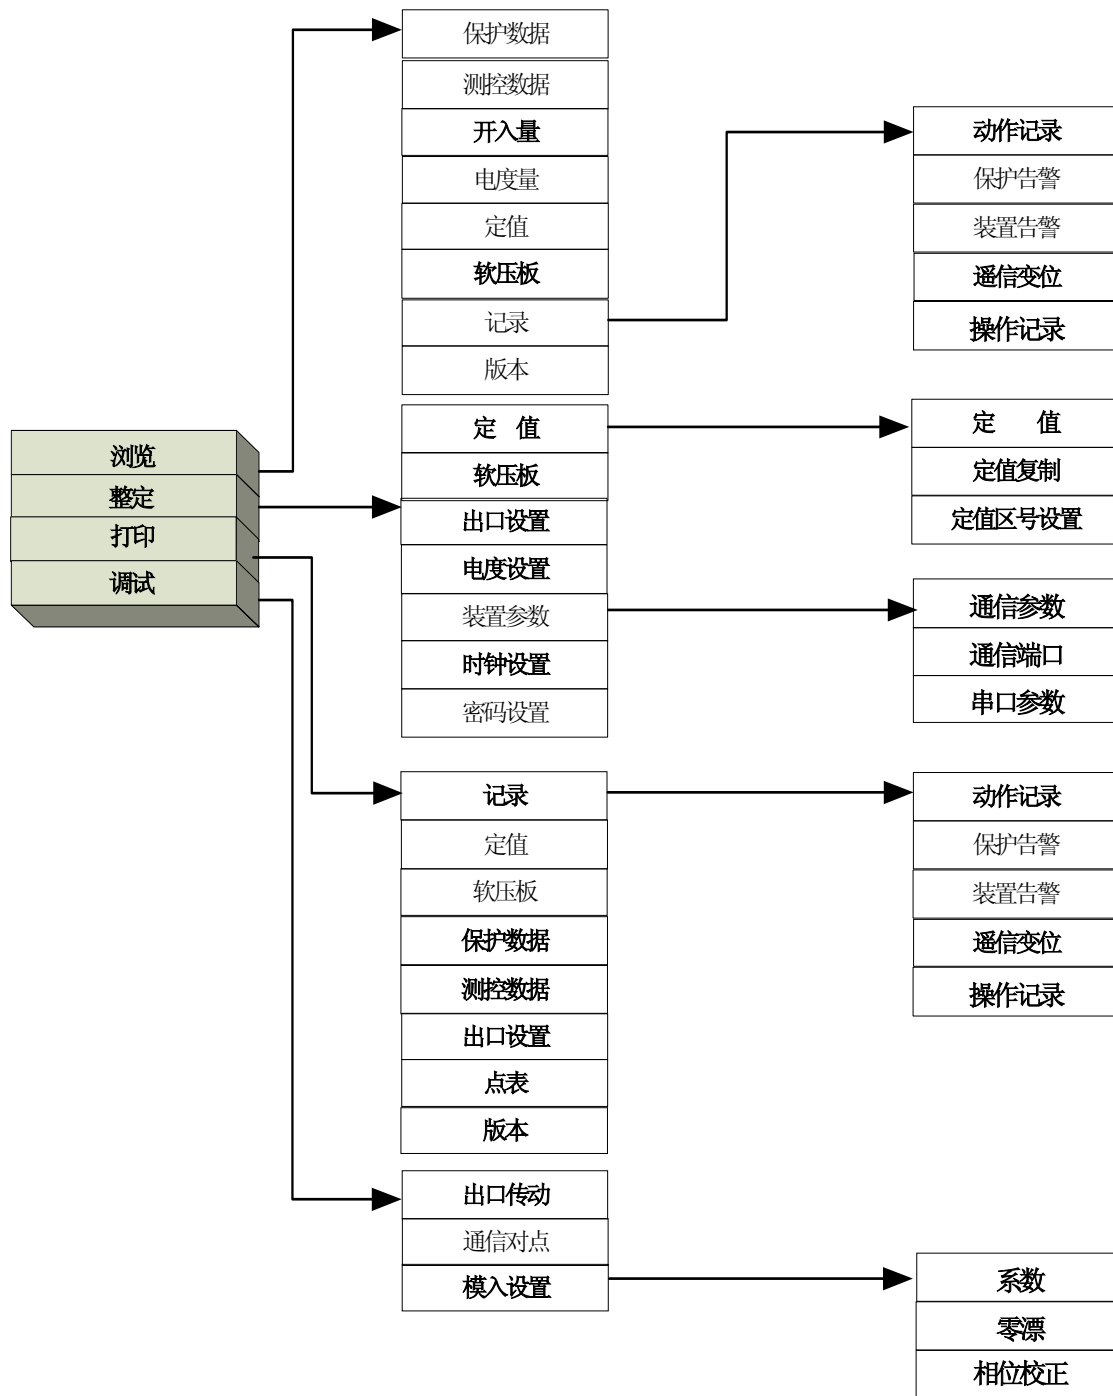 浏览
整定
打印
调试
保护数据
测控数据
开入量
电度量
定值
软压板
记录
版本
动作记录
保护告警
装置告警
遥信变位
操作记录
定 值
软压板
出口设置
电度设置
装置参数
时钟设置
密码设置
定 值
定值复制
定值区号设置
通信参数
通信端口
串口参数
记录
定值
软压板
保护数据
测控数据
出口设置
点表
版本
动作记录
保护告警
装置告警
遥信变位
操作记录
出口传动
通信对点
模入设置
系数
零漂
相位校正